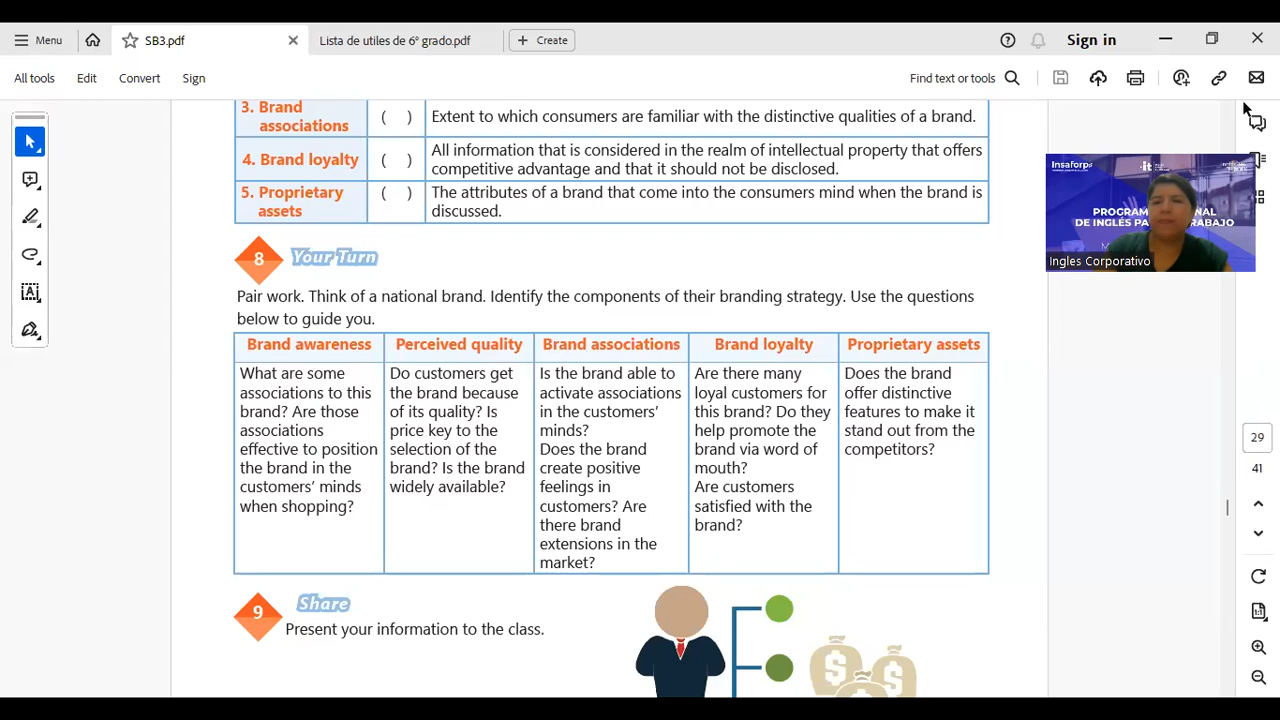 Menu
SB3.pdf
Lista de utiles de 6° grado.pdf
Create
Sign in
All tools
Edit
Convert
Sign
Find text or tools
3. Brand associations
( )
Extent to which consumers are familiar with the distinctive qualities of a brand.
4. Brand loyalty
( )
All information that is considered in the realm of intellectual property that offers
competitive advantage and that it should not be disclosed.
5. Proprietary assets
( )
The attributes of a brand that come into the consumers mind when the brand is
discussed.
8
Your Turn
Pair work. Think of a national brand. Identify the components of their branding strategy. Use the questions
below to guide you.
Brand awareness
Perceived quality
Brand associations
Brand loyalty
Proprietary assets
What are some
associations to this
brand? Are those
associations
effective to position
the brand in the
customers’ minds
when shopping?
Do customers get
the brand because
of its quality? Is
price key to the
selection of the
brand? Is the brand
widely available?
Is the brand able to
activate associations
in the customers’
minds?
Does the brand
create positive
feelings in
customers? Are
there brand
extensions in the
market?
Are there many
loyal customers for
this brand? Do they
help promote the
brand via word of
mouth?
Are customers
satisfied with the
brand?
Does the brand
offer distinctive
features to make it
stand out from the
competitors?
9
Share
Present your information to the class.
$
$
$
Insaforp
it
DE INGLÉS
Ingles Corporativo
29
41